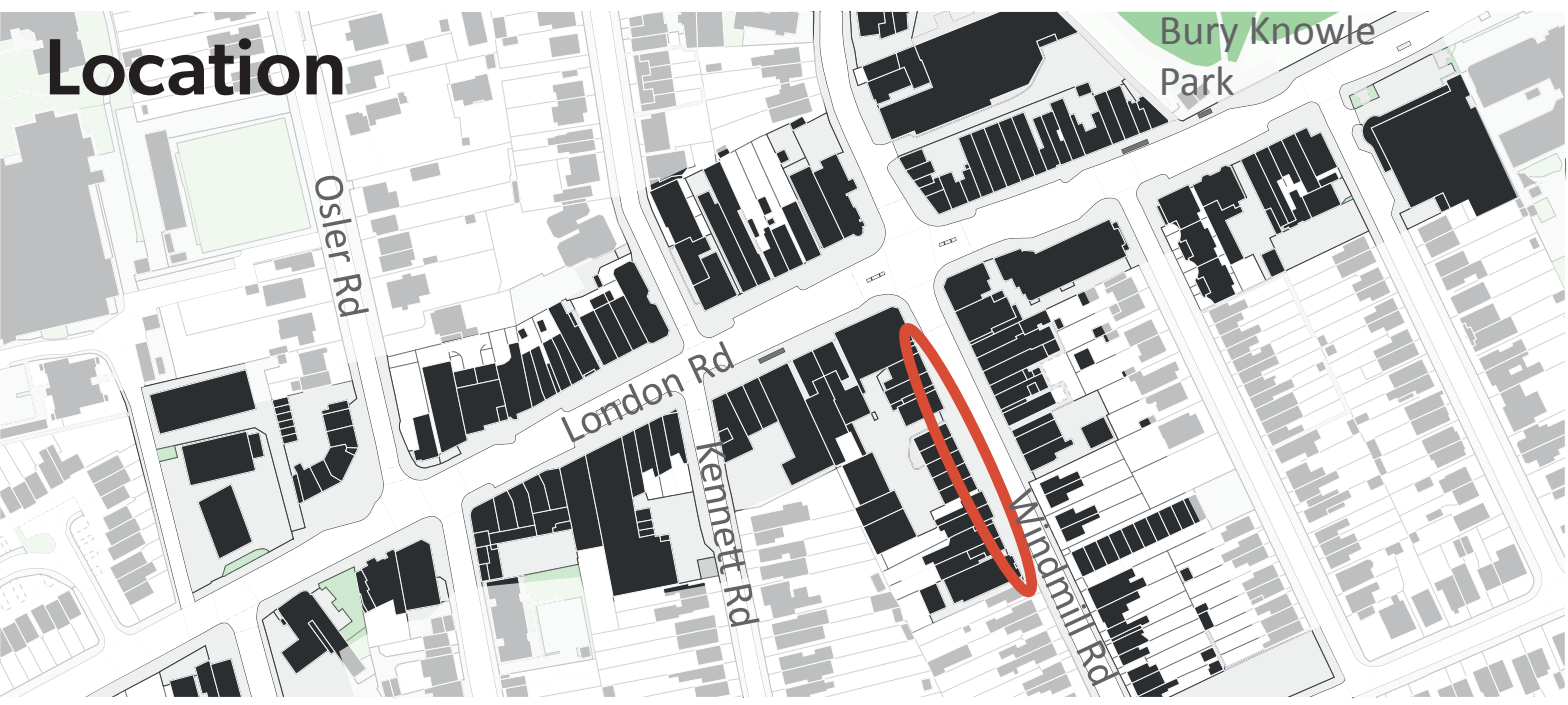 Location
Bury Knowle
Park
Osler Rd
London Rd
Kennett Rd
Windmill Rd